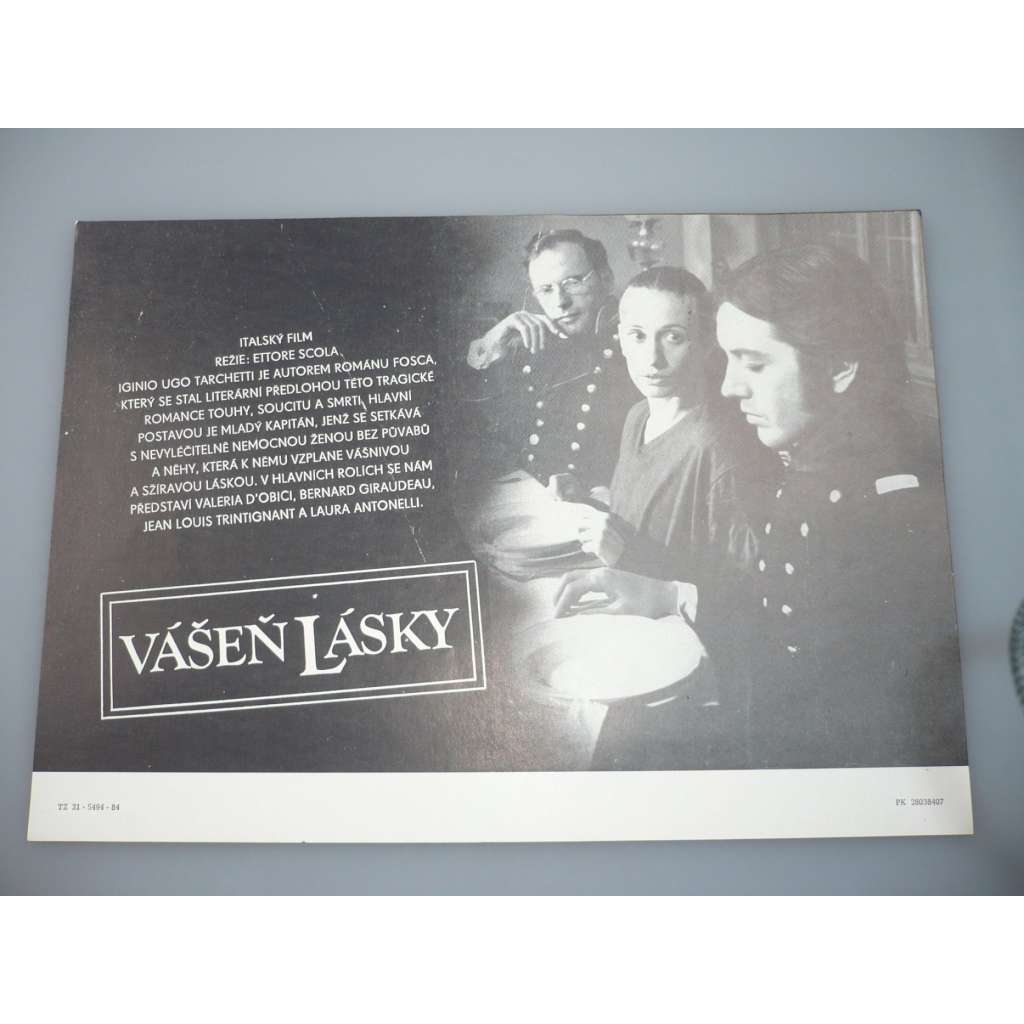 ITALSKÝ FILM
REŽIE: ETTORE SCOLA.
IGINIO UGO TARCHETTI JE AUTOREM ROMÁNU FOSCA,
KTERÝ SE STAL LITERÁRNÍ PŘEDLOHOU TÉTO TRAGICKÉ
ROMANCE TOUHY, SOUCITU A SMRTI. HLAVNÍ
POSTAVOU JE MLADÝ KAPITÁN, JENŽ SE SETKÁVÁ
S NEVYLÉČITELNĚ NEMOCNOU ŽENOU BEZ PŮVABŮ
A NĚHY, KTERÁ K NĚMU VZPLANE VÁŠNIVOU
A SŽÍRAVOU LÁSKOU. V HLAVNÍCH ROLÍCH SE NÁM
PŘEDSTAVÍ VALERIA D'OBICI, BERNARD GIRAUDEAU,
JEAN LOUIS TRINTIGNANT A LAURA ANTONELLI.
VÁŠEŇ LÁSKY
TZ 21 - 5494 - 84
PK 28038407